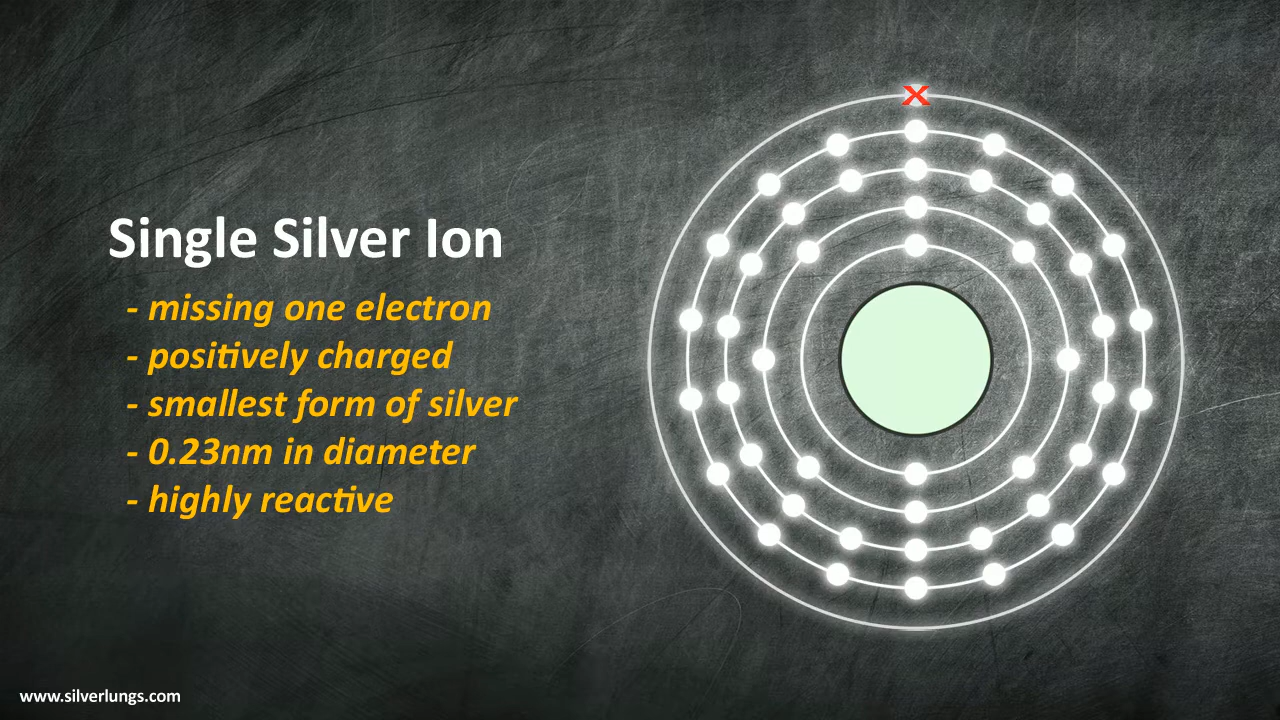 Single Silver Ion
- missing one electron
- positively charged
- smallest form of silver
- 0.23nm in diameter
- highly reactive
www.silverlungs.com